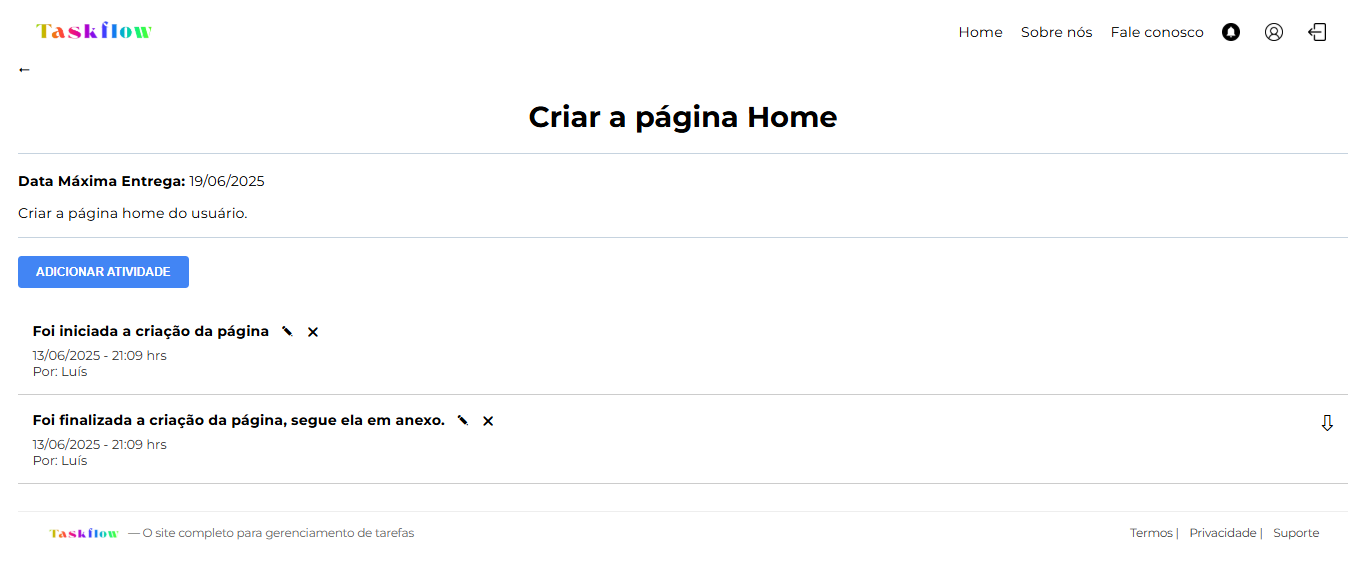 Taskflow Home Sobre nós Fale conosco
←
Criar a página Home
Data Máxima Entrega: 19/06/2025
Criar a página home do usuário.
ADICIONAR ATIVIDADE
Foi iniciada a criação da página
13/06/2025 - 21:09 hrs
Por: Luís
Foi finalizada a criação da página, segue ela em anexo.
13/06/2025 - 21:09 hrs
Por: Luís
Taskflow — O site completo para gerenciamento de tarefas Termos | Privacidade | Suporte